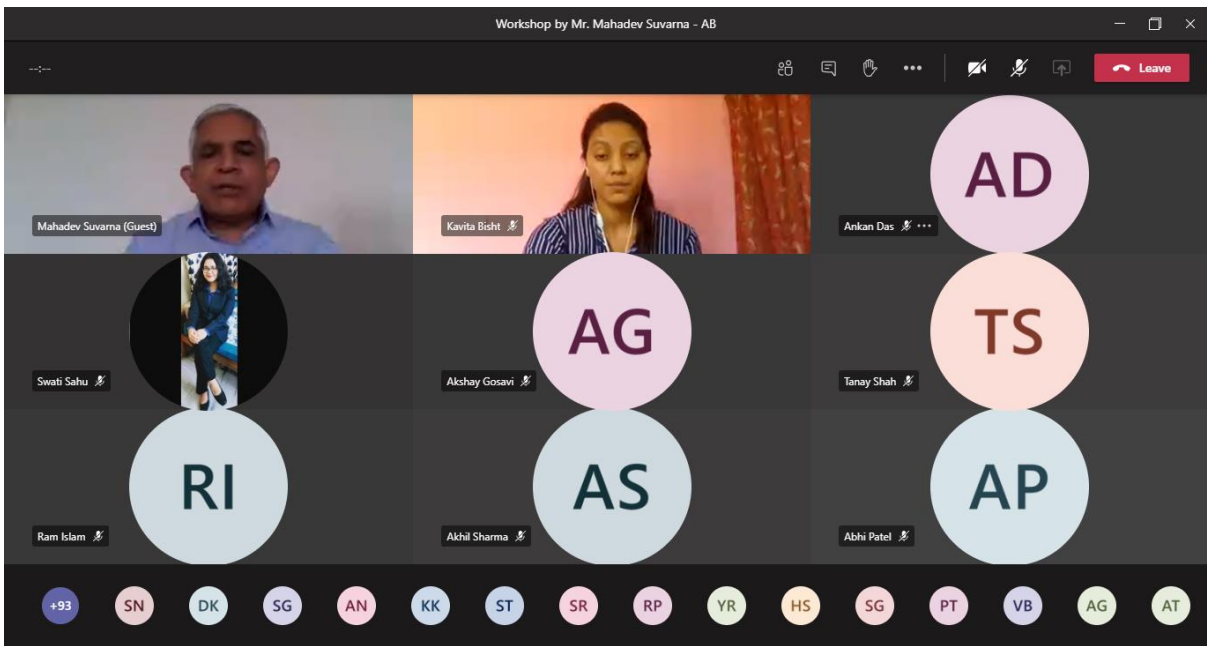 Workshop by Mr. Mahadev Suvarna - AB
--:--
Leave
Mahadev Suvarna (Guest)
Kavita Bisht
AD
Ankan Das
Swati Sahu
AG
Akshay Gosavi
TS
Tanay Shah
RI
Ram Islam
AS
Akhil Sharma
AP
Abhi Patel
+93 SN DK SG AN KK ST SR RP YR HS SG PT VB AG AT